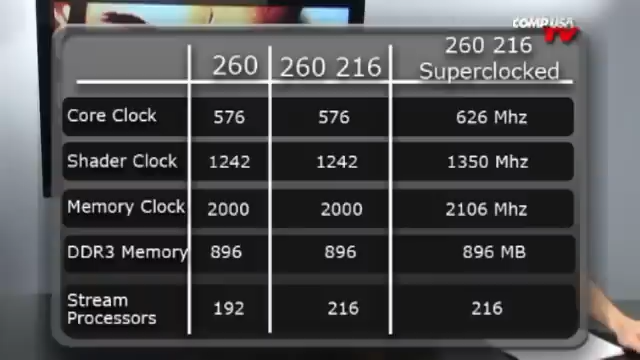 COMPUSA
TV
260 260 216 260 216
Superclocked
Core Clock 576 576 626 Mhz
Shader Clock 1242 1242 1350 Mhz
Memory Clock 2000 2000 2106 Mhz
DDR3 Memory 896 896 896 MB
Stream
Processors 192 216 216